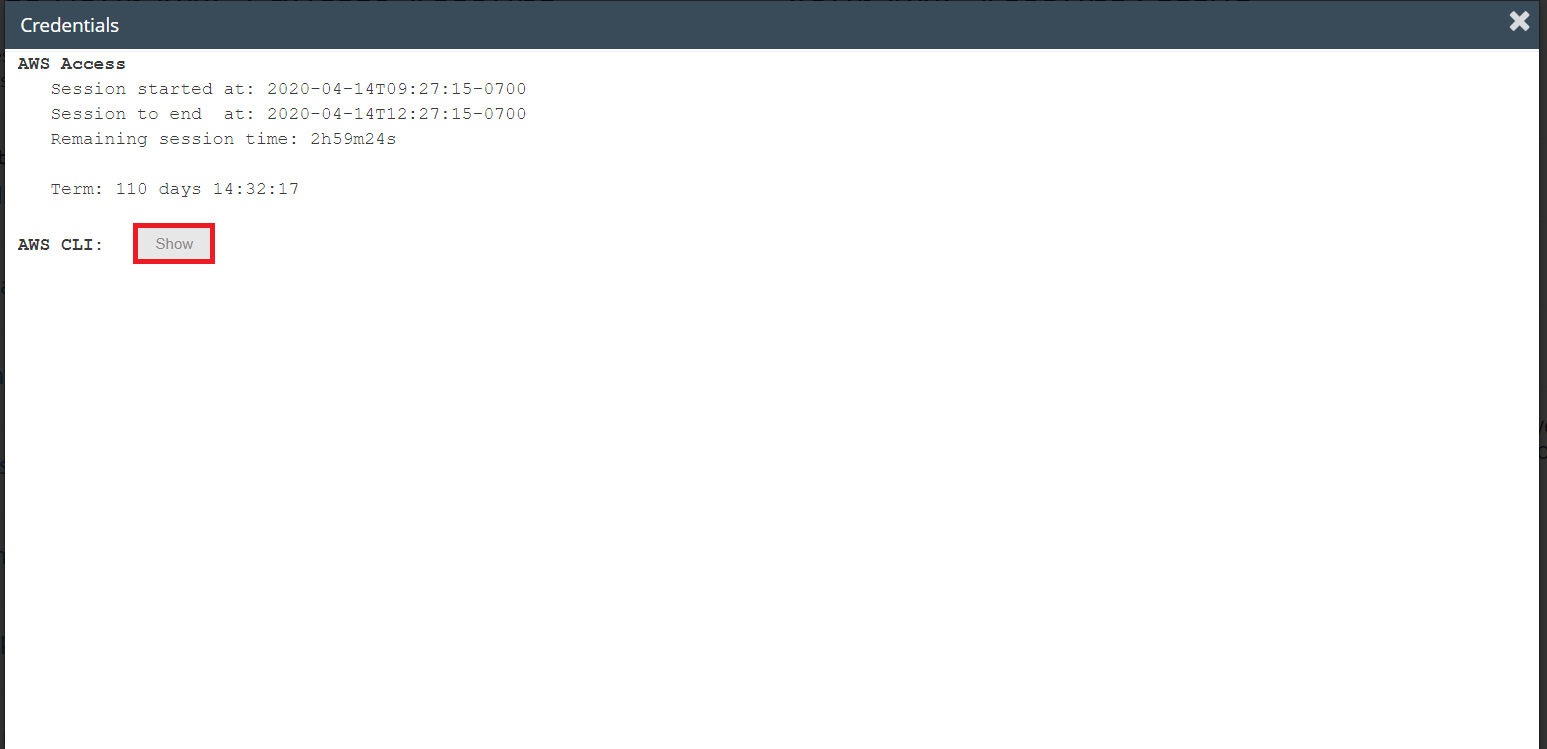 Credentials
AWS Access
Session started at: 2020-04-14T09:27:15-0700
Session to end  at: 2020-04-14T12:27:15-0700
Remaining session time: 2h59m24s
Term: 110 days 14:32:17
AWS CLI: Show